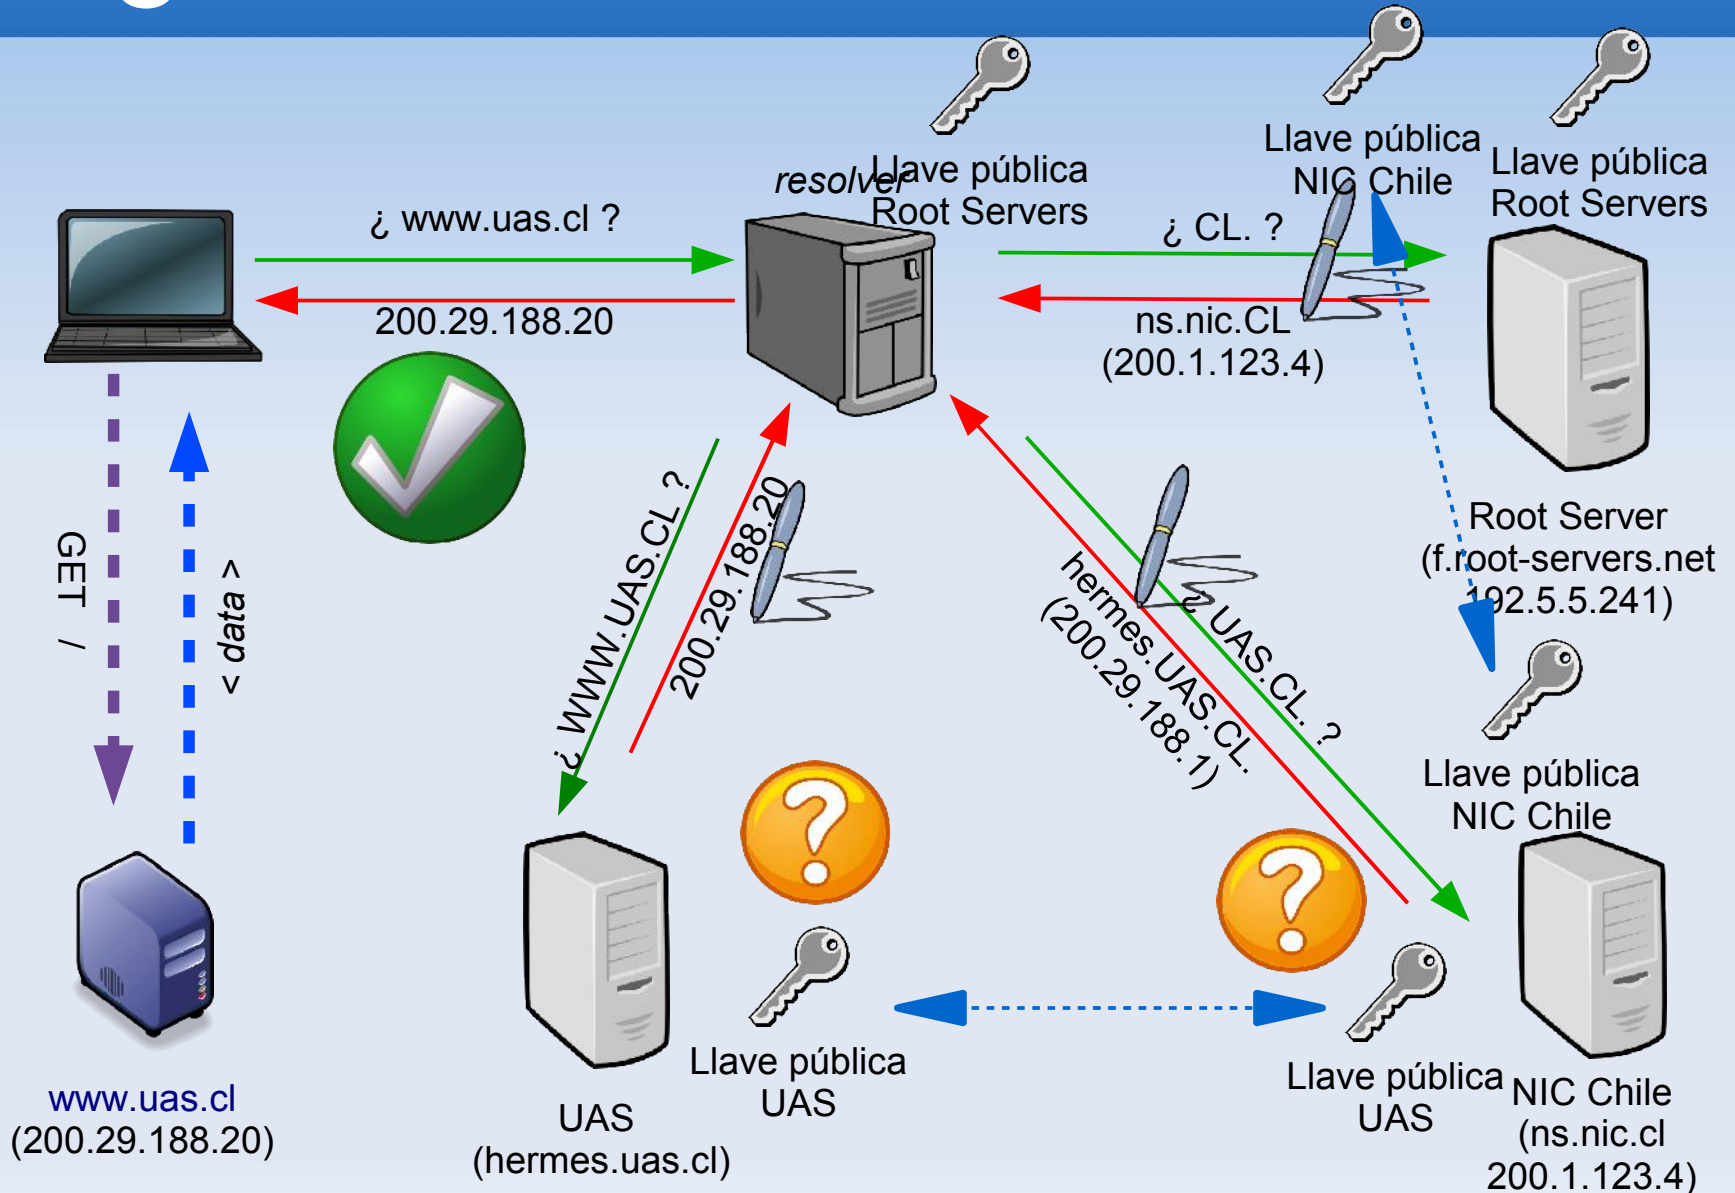 Llave pública
NIC Chile
resolver
Llave pública
Root Servers
Llave pública
Root Servers
¿ www.uas.cl ?
200.29.188.20
¿ CL. ?
ns.nic.CL
(200.1.123.4)
Root Server
(f.root-servers.net
192.5.5.241)
GET /
< data >
¿ WWW.UAS.CL ?
200.29.188.20
hermes.UAS.CL.
(200.29.188.1)
¿ UAS.CL. ?
Llave pública
NIC Chile
www.uas.cl
(200.29.188.20)
UAS
(hermes.uas.cl)
Llave pública
UAS
Llave pública
UAS
NIC Chile
(ns.nic.cl
200.1.123.4)